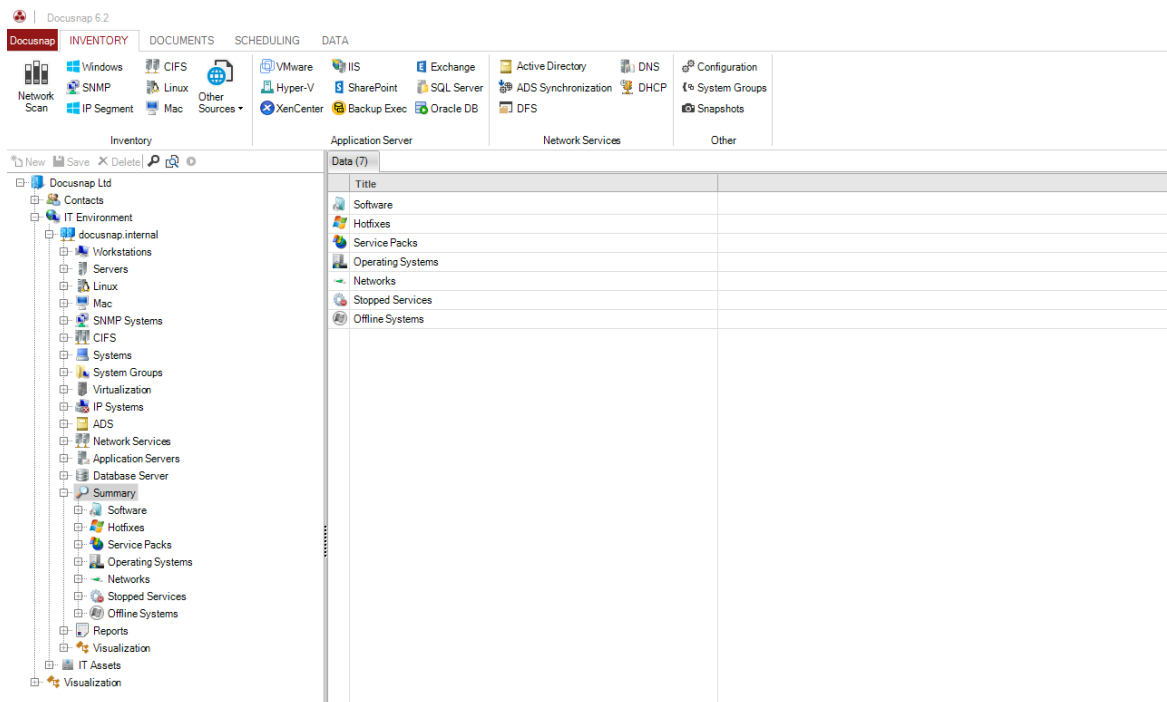 Docusnap 6.2
Docusnap INVENTORY DOCUMENTS SCHEDULING DATA
Network Scan
Windows CIFS
SNMP Linux
IP Segment Mac
Other Sources
Inventory
VMware IIS Exchange
Hyper-V SharePoint SQL Server
XenCenter Backup Exec Oracle DB
Application Server
Active Directory DNS
ADS Synchronization DHCP
DFS
Network Services
Configuration
System Groups
Snapshots
Other
New Save Delete
Docusnap Ltd
Contacts
IT Environment
docusnap.internal
Workstations
Servers
Linux
Mac
SNMP Systems
CIFS
Systems
System Groups
Virtualization
IP Systems
ADS
Network Services
Application Servers
Database Server
Summary
Software
Hotfixes
Service Packs
Operating Systems
Networks
Stopped Services
Offline Systems
Reports
Visualization
IT Assets
Visualization
Data (7)
Title
Software
Hotfixes
Service Packs
Operating Systems
Networks
Stopped Services
Offline Systems